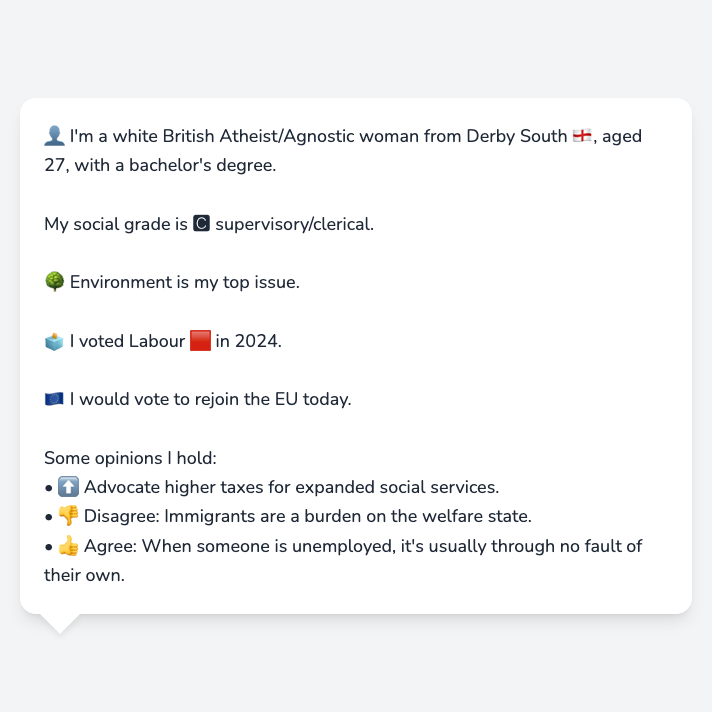 👤 I'm a white British Atheist/Agnostic woman from Derby South 🏴󠁧󠁢󠁥󠁮󠁧󠁿, aged
27, with a bachelor's degree.
My social grade is 🅲 supervisory/clerical.
🌳 Environment is my top issue.
🗳️ I voted Labour 🟥 in 2024.
🇪🇺 I would vote to rejoin the EU today.
Some opinions I hold:
• ⬆️ Advocate higher taxes for expanded social services.
• 👎 Disagree: Immigrants are a burden on the welfare state.
• 👍 Agree: When someone is unemployed, it's usually through no fault of
their own.